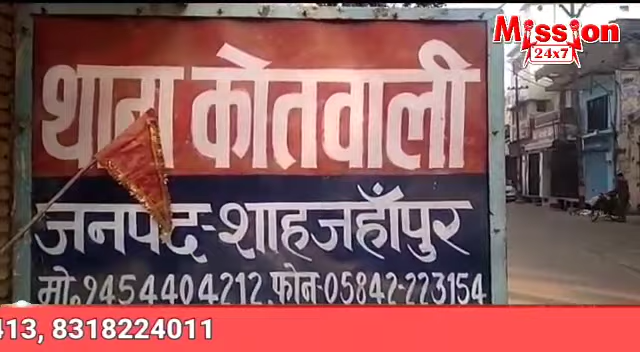 Mission
24x7
थाना कोतवाली
जनपद-शाहजहाँपुर
मो. 9454404212, फोन-05842-223154
413, 8318224011